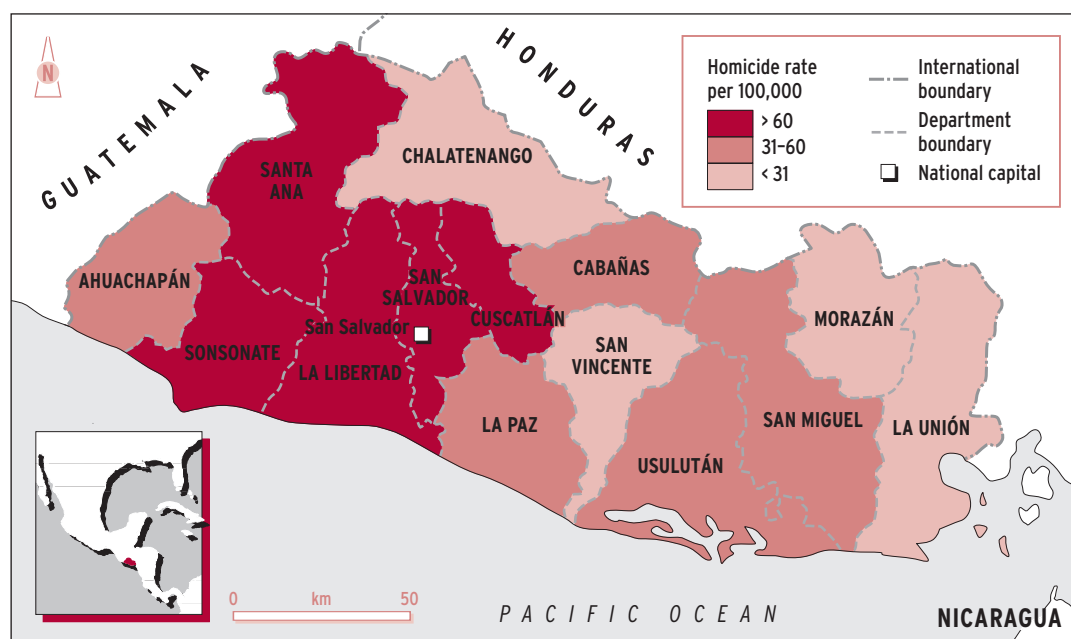 GUATEMALA
HONDURAS
N
Homicide rate
per 100,000
> 60
31–60
< 31
International
boundary
Department
boundary
National capital
CHALATENANGO
SANTA
ANA
AHUACHAPÁN
CABAÑAS
SAN
SALVADOR
CUSCATLÁN
MORAZÁN
San Salvador
SONSONATE
SAN
VINCENTE
LA LIBERTAD
LA PAZ
SAN MIGUEL
LA UNIÓN
USULUTÁN
0 km 50
PACIFIC OCEAN
NICARAGUA